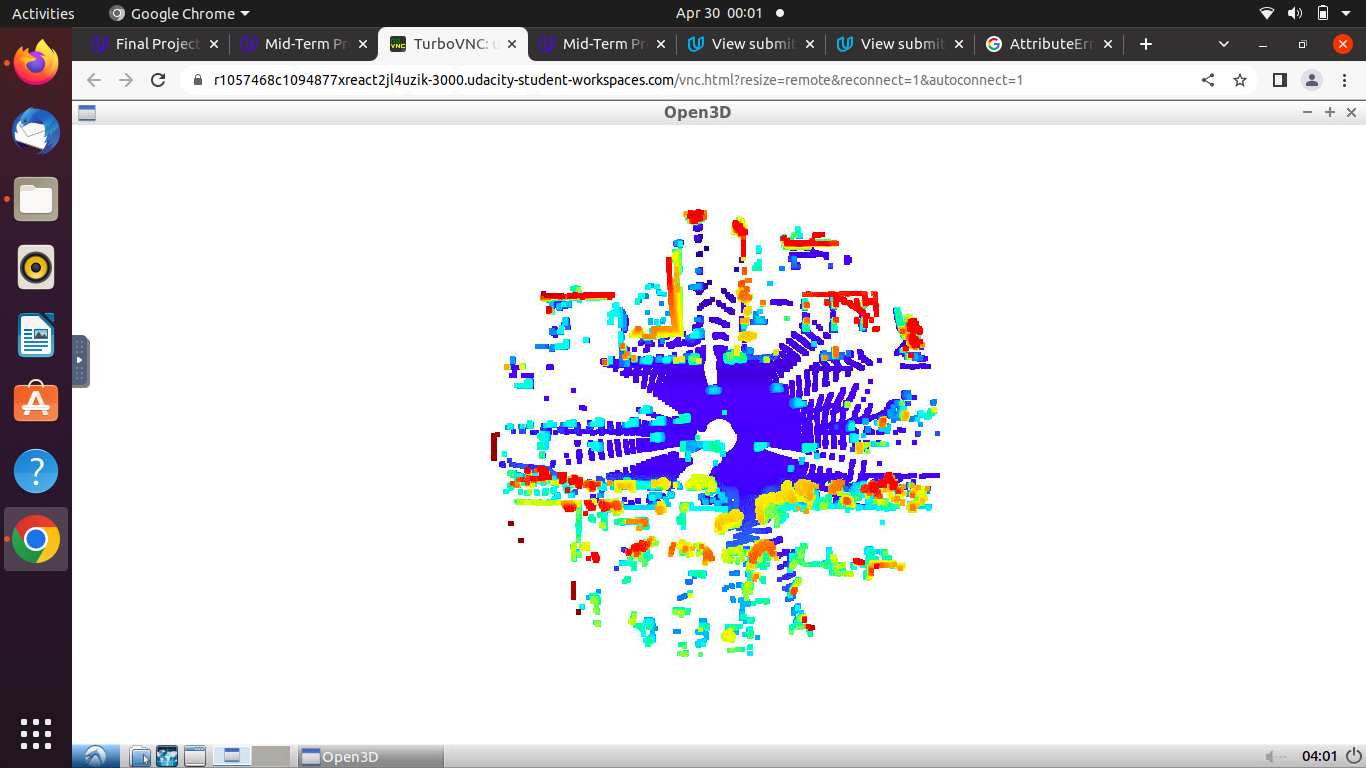 Activities
Google Chrome
Apr 30 00:01
Final Project
Mid-Term Pr
TurboVNC: u
VNC
Mid-Term Pr
View submit
View submit
AttributeErr
r1057468c1094877xreact2jl4uzik-3000.udacity-student-workspaces.com/vnc.html?resize=remote&reconnect=1&autoconnect=1
Open3D
Open3D
04:01